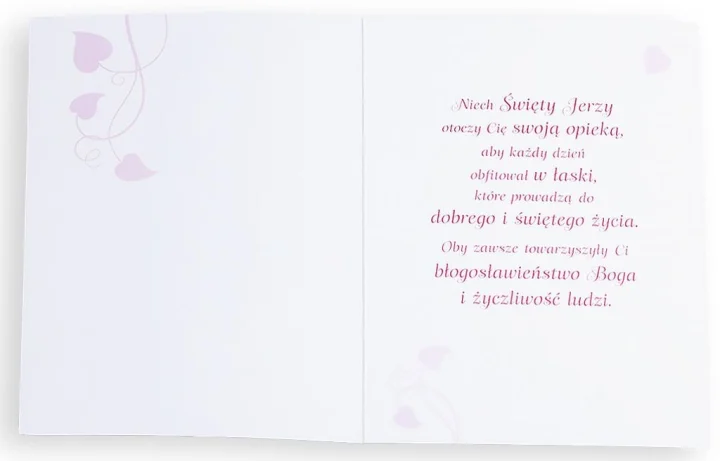 Niech Święty Jerzy
otoczy Cię swoją opieką,
aby każdy dzień
obfitował w łaski,
które prowadzą do
dobrego i świętego życia.
Oby zawsze towarzyszyły Ci
błogosławieństwo Boga
i życzliwość ludzi.